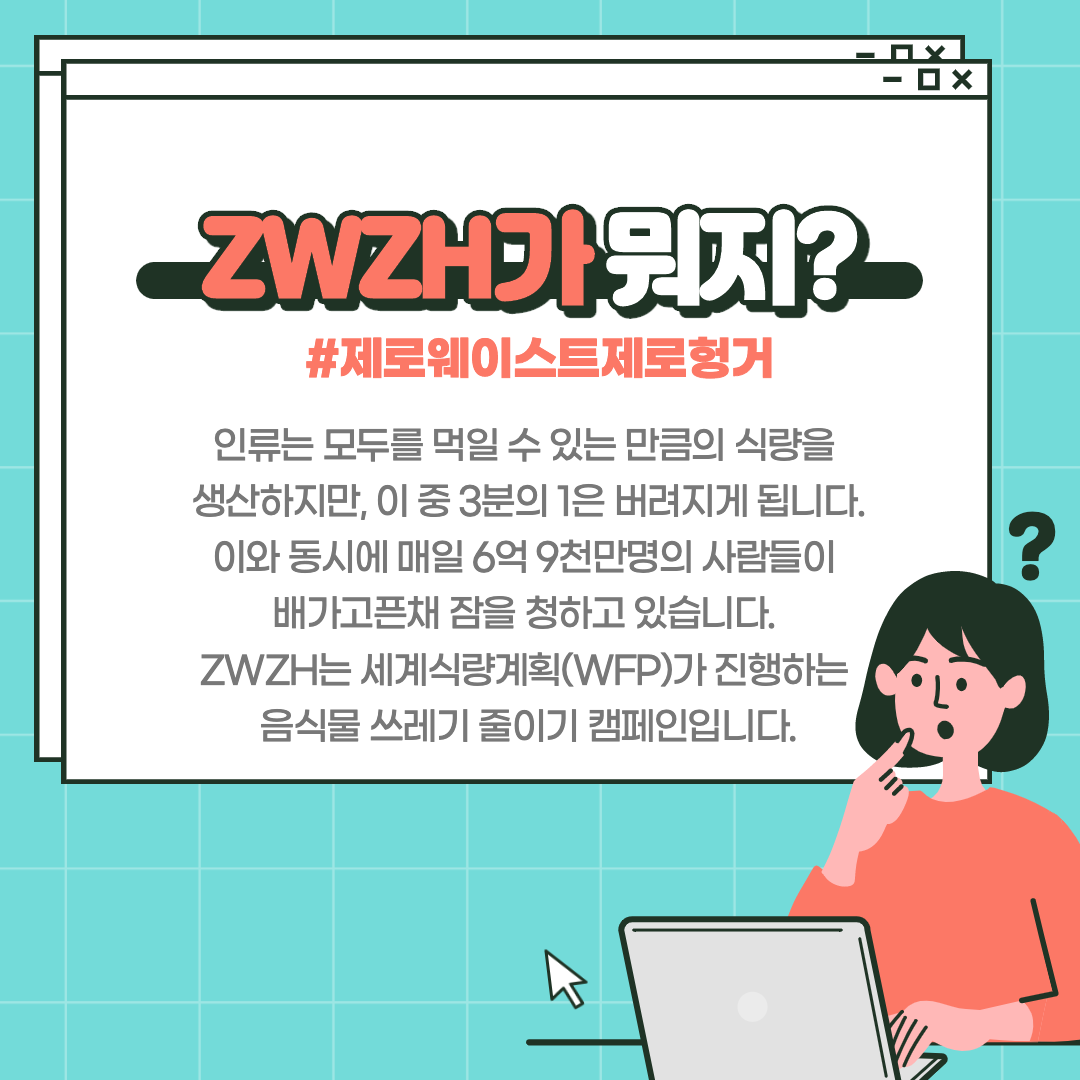 ZWZH가 뭐지?
#제로웨이스트제로헝거
인류는 모두를 먹일 수 있는 만큼의 식량을
생산하지만, 이 중 3분의 1은 버려지게 됩니다.
이와 동시에 매일 6억 9천만명의 사람들이
배가고픈채 잠을 청하고 있습니다.
ZWZH는 세계식량계획(WFP)가 진행하는
음식물 쓰레기 줄이기 캠페인입니다.
?